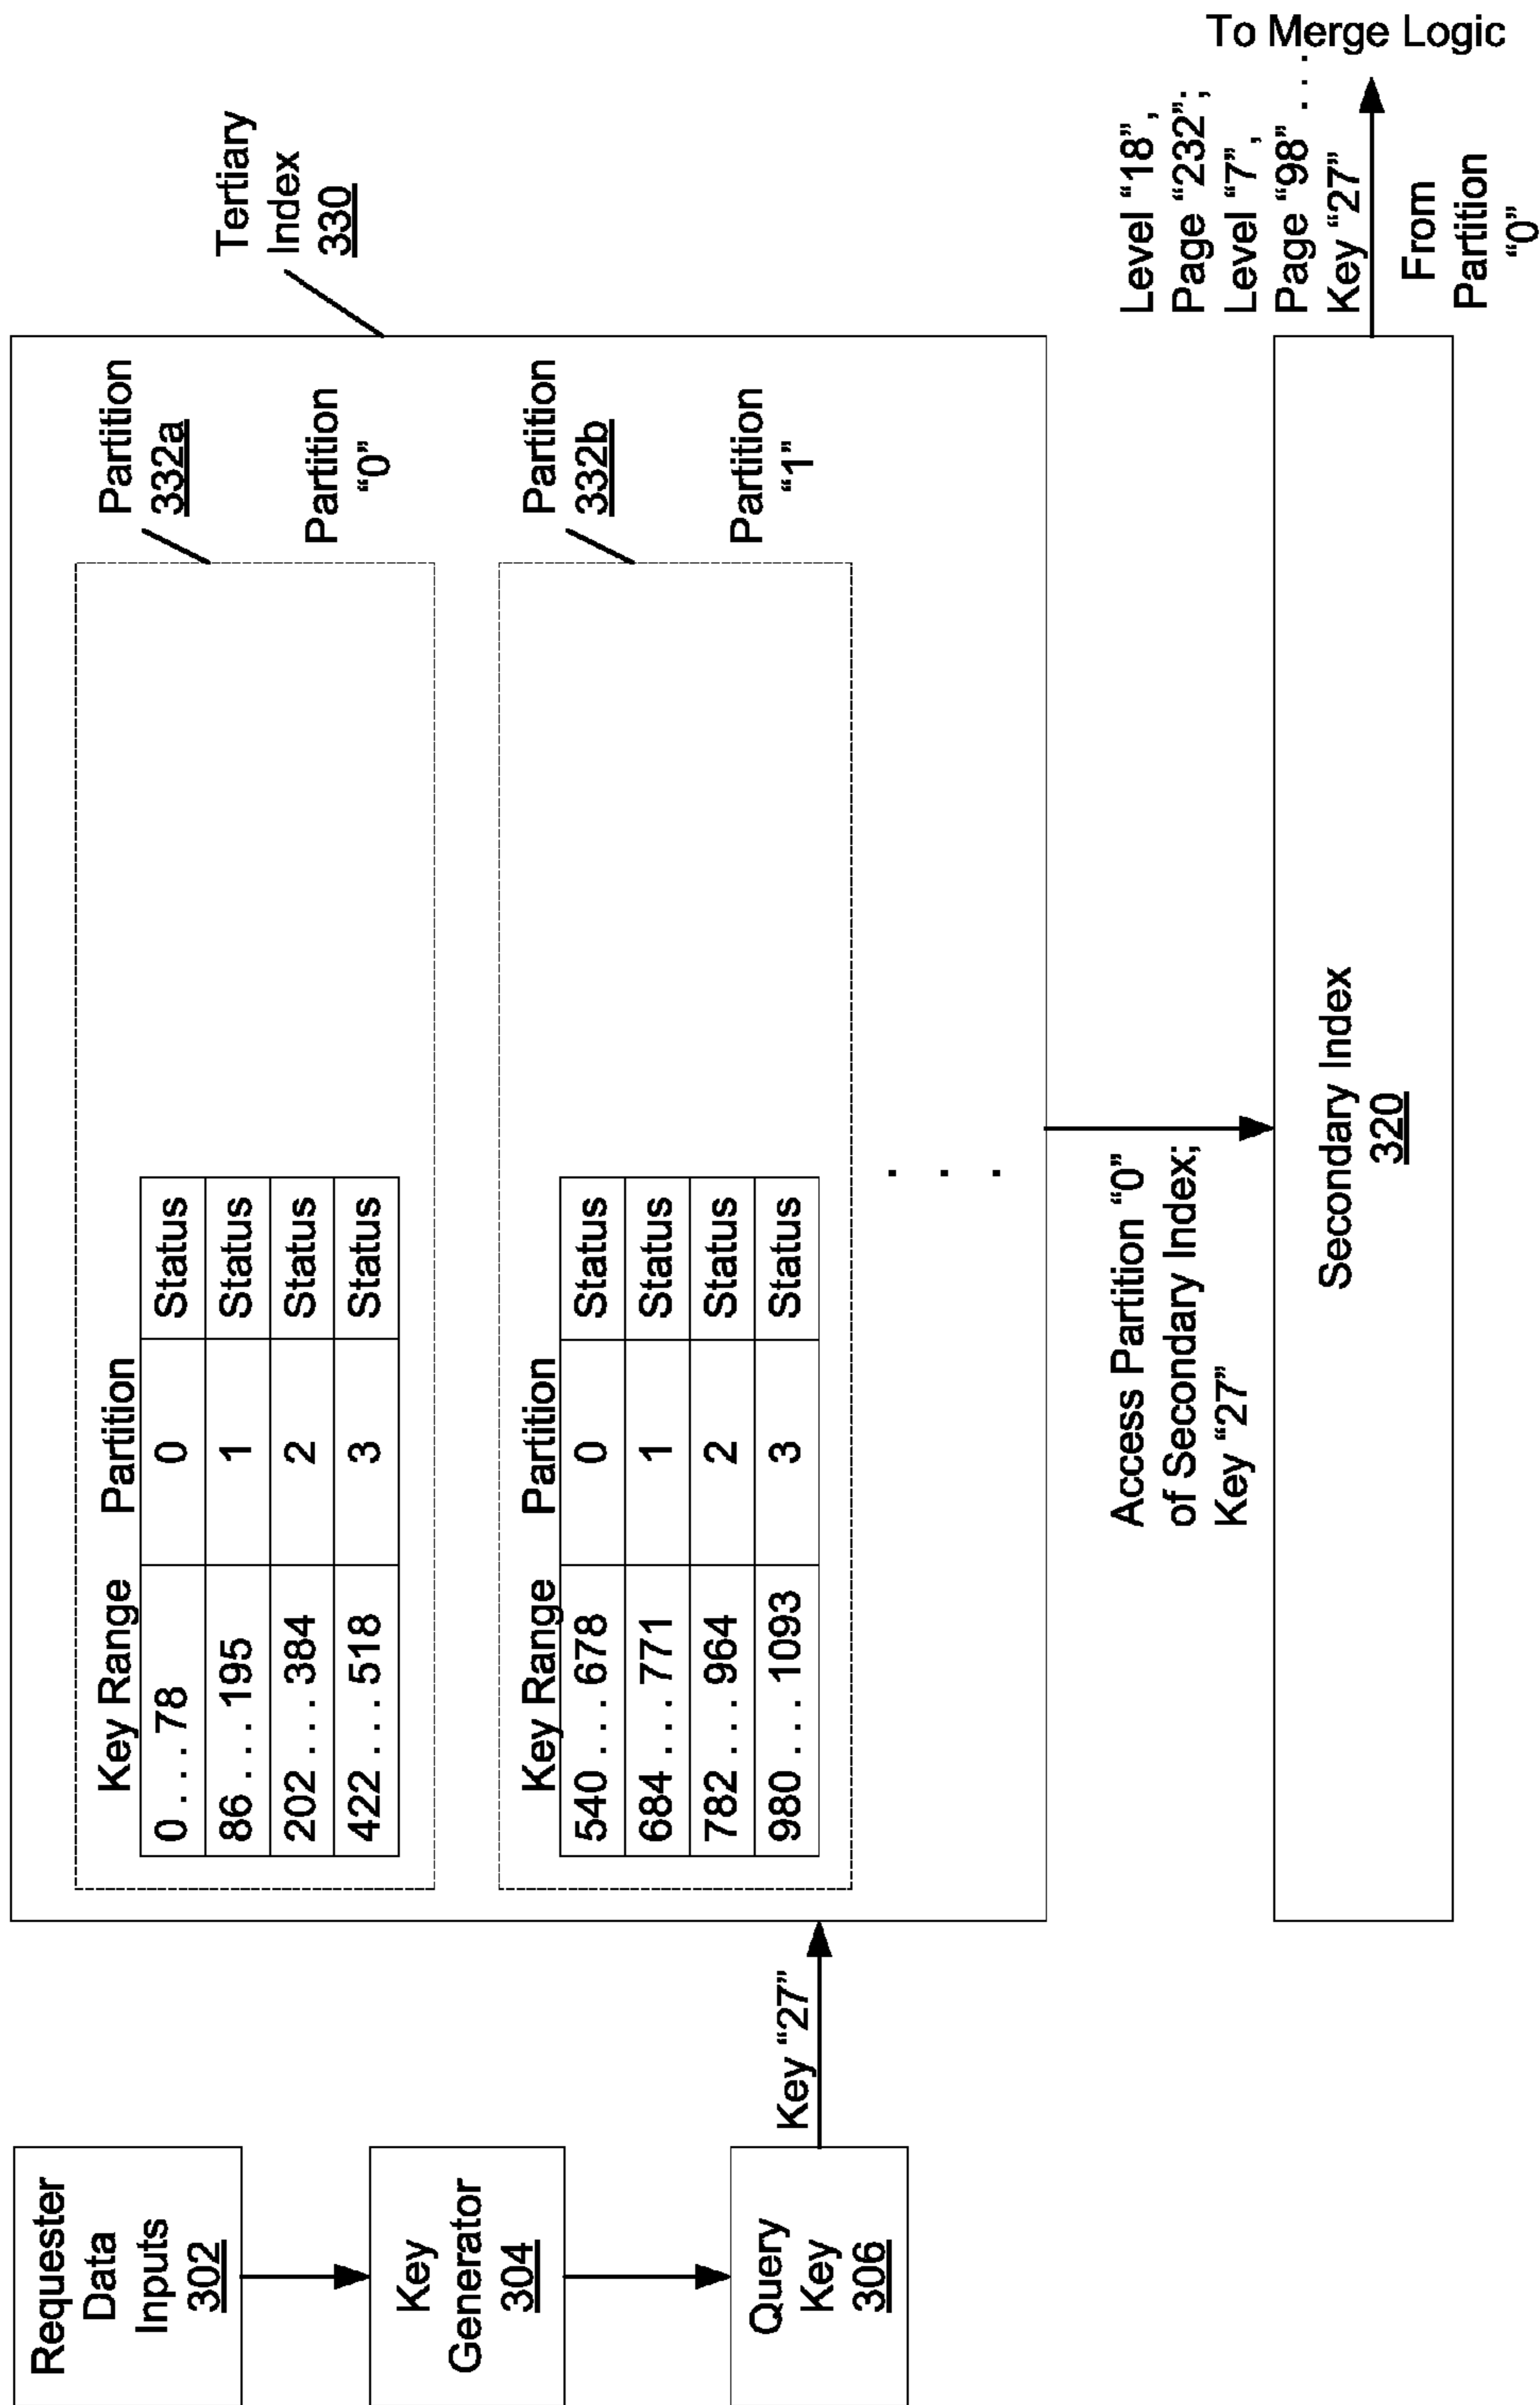 Requester
Data
Inputs
302
Key
Generator
304
Query
Key
306
Key “27”
Tertiary
Index
330
Partition
332a
Key Range Partition
0 . . . 78 0 Status
86 . . . 195 1 Status
202 . . . 384 2 Status
422 . . . 518 3 Status
Partition
“0”
Partition
332b
Key Range Partition
540 . . . 678 0 Status
684 . . . 771 1 Status
782 . . . 964 2 Status
980 . . . 1093 3 Status
Partition
“1”
. . .
Access Partition “0”
of Secondary Index;
Key “27”
Secondary Index
320
Level “18”,
Page “232”;
Level “7”,
Page “98” . . .
Key “27”
To Merge Logic
From
Partition
“0”